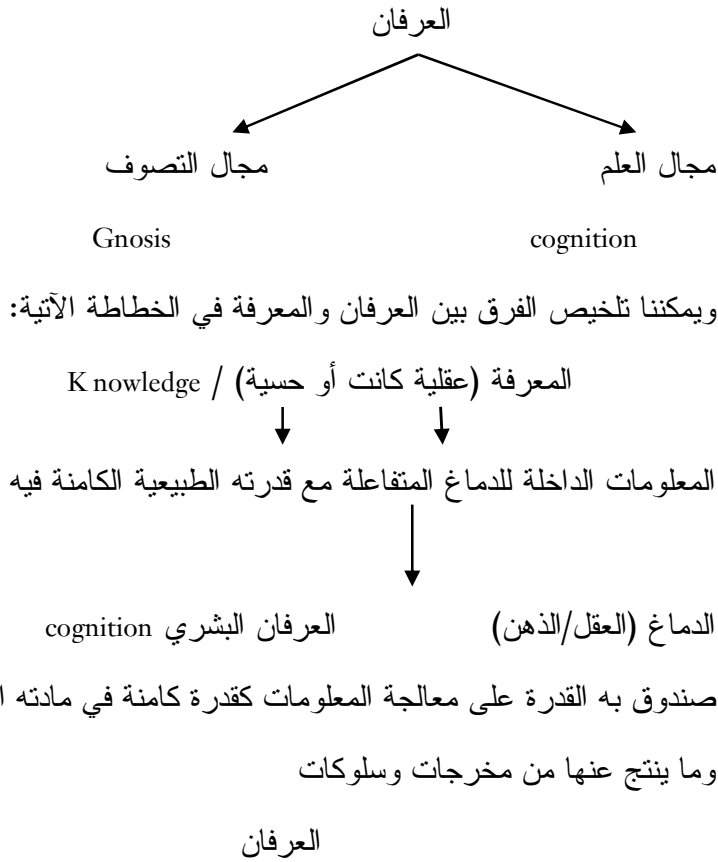 العرفان
مجال العلم مجال التصوف
cognition Gnosis
ويمكننا تلخيص الفرق بين العرفان والمعرفة في الخطاطة الآتية:
المعرفة (عقلية كانت أو حسية) / K nowledge
المعلومات الداخلة للدماغ المتفاعلة مع قدرته الطبيعية الكامنة فيه
الدماغ (العقل/الذهن) العرفان البشري cognition
صندوق به القدرة على معالجة المعلومات كقدرة كامنة في مادته
وما ينتج عنها من مخرجات وسلوكات
العرفان